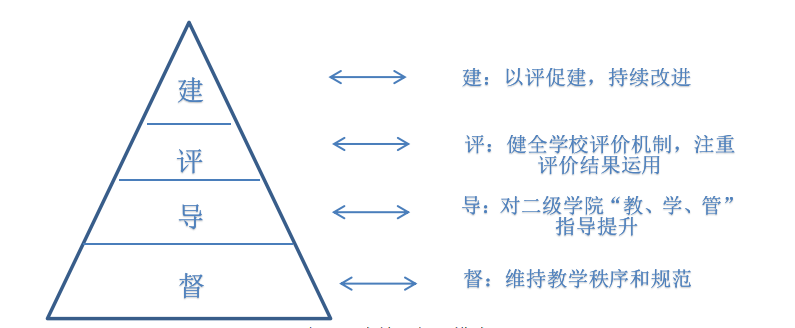 建
建：以评促建，持续改进
评
评：健全学校评价机制，注重
评价结果运用
导
导：对二级学院“教、学、管”
指导提升
督
督：维持教学秩序和规范